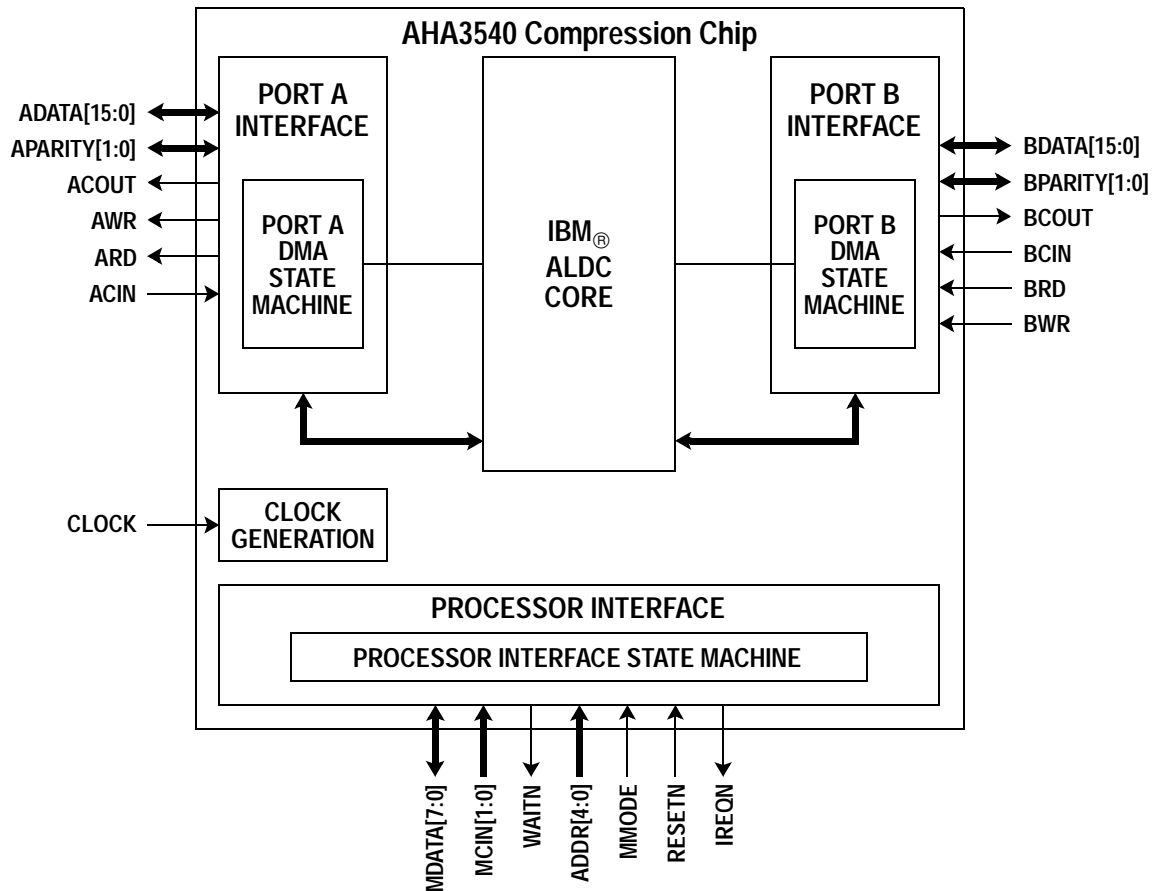 AHA3540 Compression Chip
PORT A
INTERFACE
PORT B
INTERFACE
ADATA[15:0]
APARITY[1:0]
ACOUT
AWR
ARD
ACIN
PORT A
DMA
STATE
MACHINE
IBM®
ALDC
CORE
PORT B
DMA
STATE
MACHINE
BDATA[15:0]
BPARITY[1:0]
BCOUT
BCIN
BRD
BWR
CLOCK
CLOCK
GENERATION
PROCESSOR INTERFACE
PROCESSOR INTERFACE STATE MACHINE
MDATA[7:0]
MCIN[1:0]
WAITN
ADDR[4:0]
MMODE
RESETN
IREQN